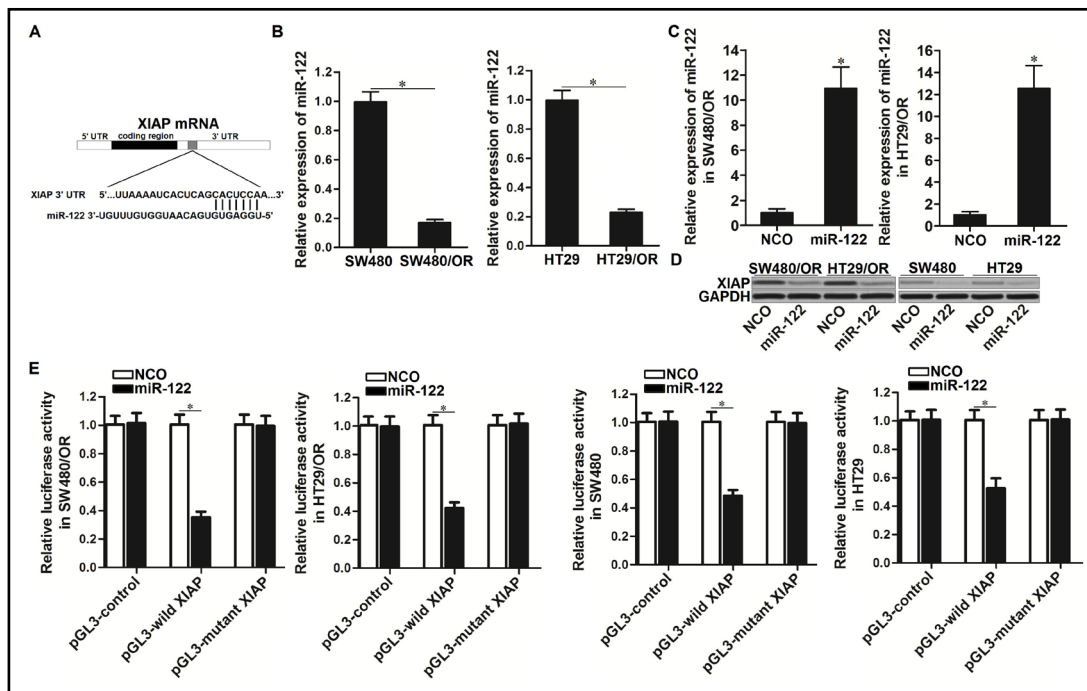 A
XIAP mRNA
5' UTR coding region 3' UTR
XIAP 3' UTR 5'...UUAAAAUCACUCAGCACUCCAA...3'
miR-122 3'-UGUUUGUGGUAACAGUGUGAGGU-5'
B
Relative expression of miR-122
1.2
1.0
0.8
0.6
0.4
0.2
0.0
*
SW480 SW480/OR
Relative expression of miR-122
1.2
1.0
0.8
0.6
0.4
0.2
0.0
*
HT29 HT29/OR
C
Relative expression of miR-122
in SW480/OR
14
12
10
8
6
4
2
0
*
NCO miR-122
Relative expression of miR-122
in HT29/OR
16
14
12
10
8
6
4
2
0
*
NCO miR-122
D
SW480/OR HT29/OR SW480 HT29
XIAP
GAPDH
NCO miR-122 NCO miR-122 NCO miR-122 NCO miR-122
E
NCO
miR-122
Relative luciferase activity
in SW480/OR
1.4
1.2
1.0
0.8
0.6
0.4
0.2
0.0
*
pGL3-control pGL3-wild XIAP pGL3-mutant XIAP
NCO
miR-122
Relative luciferase activity
in HT29/OR
1.4
1.2
1.0
0.8
0.6
0.4
0.2
0.0
*
pGL3-control pGL3-wild XIAP pGL3-mutant XIAP
NCO
miR-122
Relative luciferase activity
in SW480
1.4
1.2
1.0
0.8
0.6
0.4
0.2
0.0
*
pGL3-control pGL3-wild XIAP pGL3-mutant XIAP
NCO
miR-122
Relative luciferase activity
in HT29
1.4
1.2
1.0
0.8
0.6
0.4
0.2
0.0
*
pGL3-control pGL3-wild XIAP pGL3-mutant XIAP